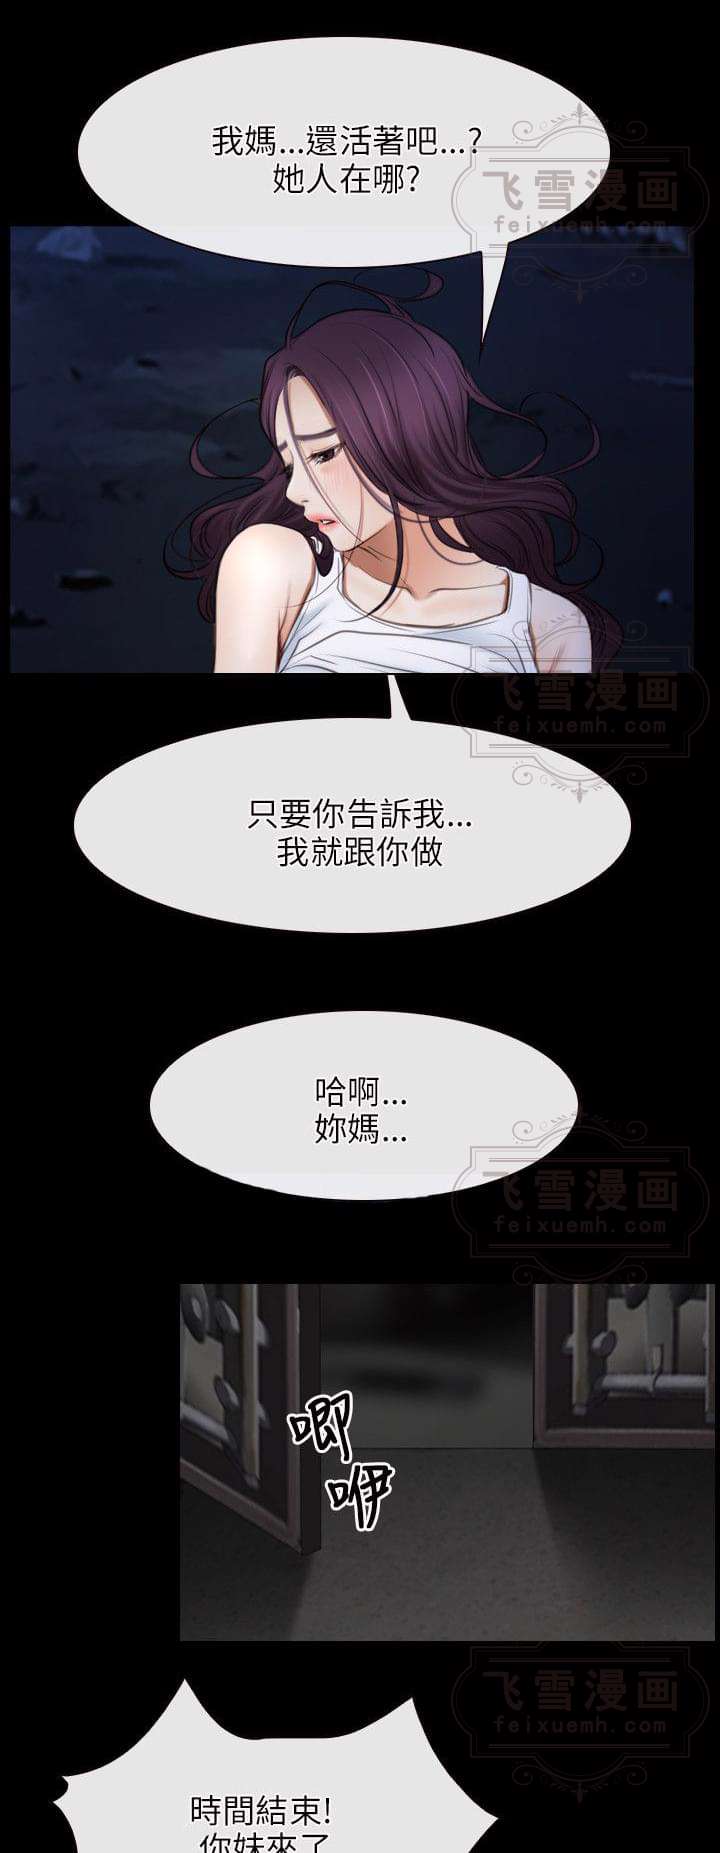 我媽...還活著吧...?
她人在哪?
飞雪漫画
feixuemh.com
飞雪漫画
feixuemh.com
只要你告訴我...
我就跟你做
哈啊...
妳媽...
飞雪漫画
feixuemh.com
唧
咿
飞雪漫画
feixuemh.com
時間結束!
你妹來了